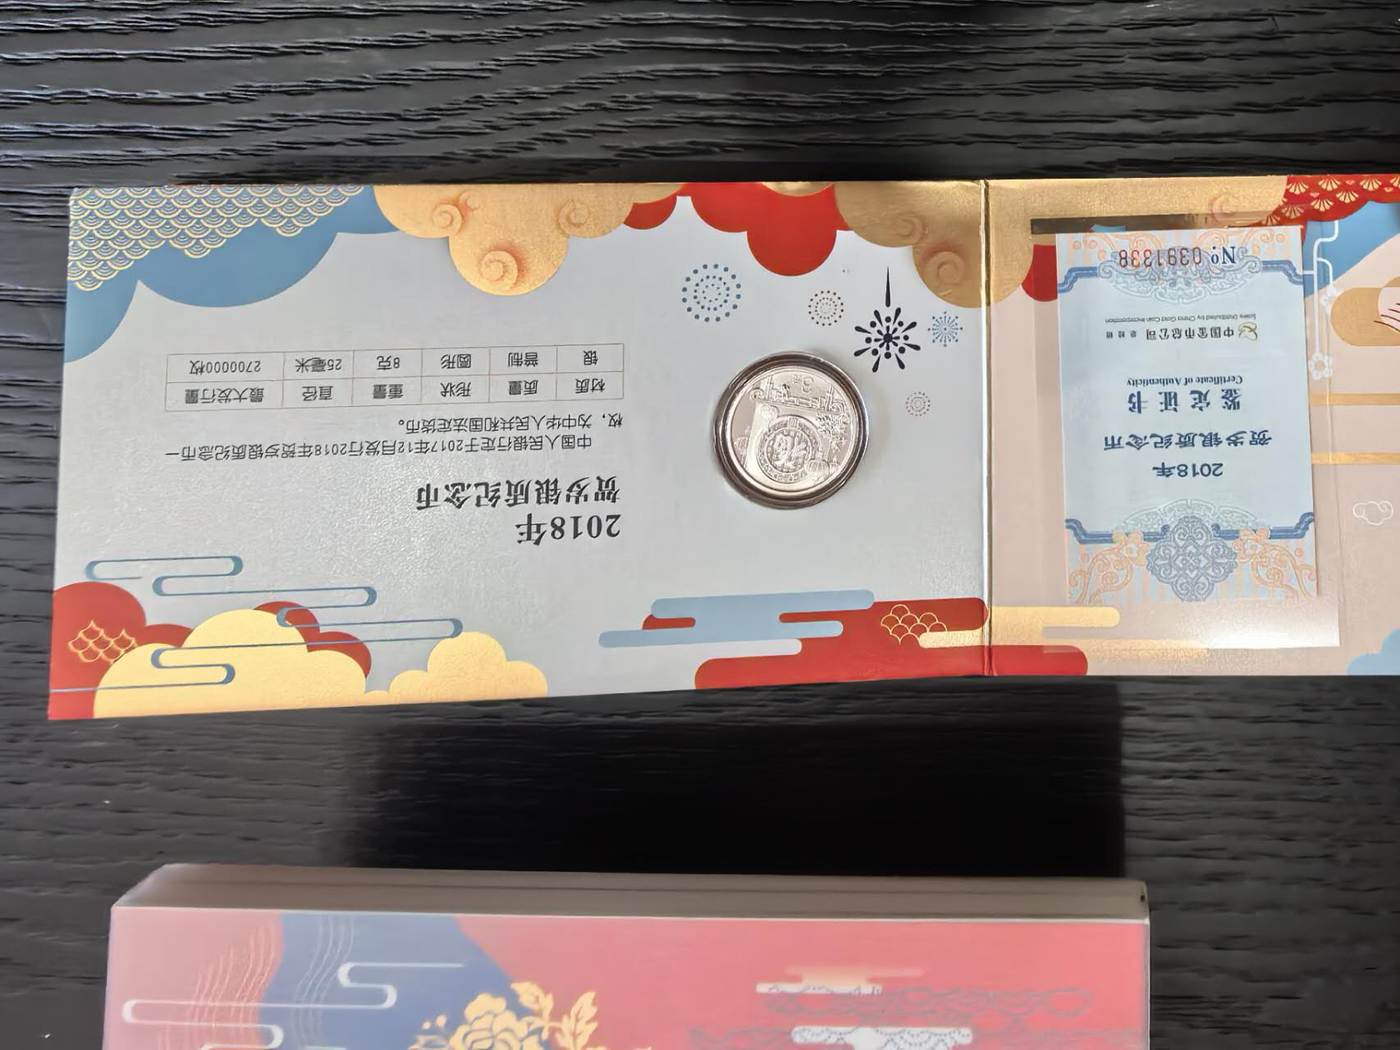 2018年
贺岁银质纪念币
中国人民银行定于2017年12月发行2018年贺岁银质纪念币一
枚，为中华人民共和国法定货币。
材质 质量 形状 重量 直径 最大发行量
银 普制 圆形 8克 25毫米 2700000枚
3元
2018年
贺岁银质纪念币
鉴定证书
Certificate of Authenticity
中国金币总公司 总经销
Solely Distributed by China Gold Coin Incorporation
№ 0391338